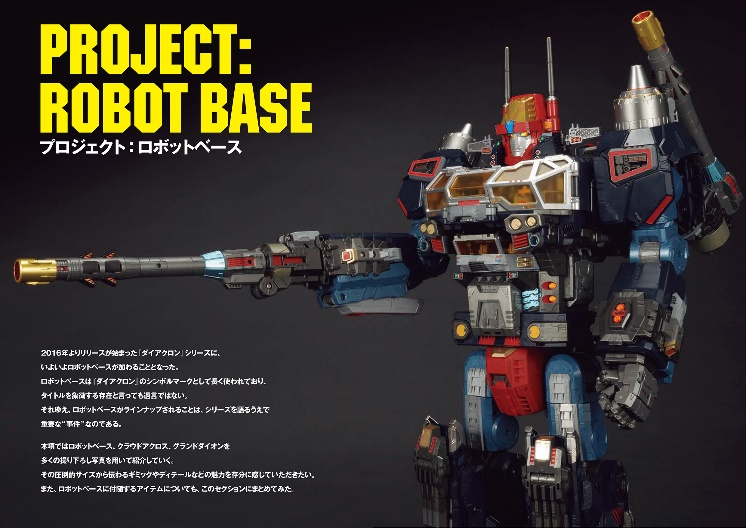 PROJECT:
ROBOT BASE
プロジェクト：ロボットベース
2016年よりリリースが始まった『ダイアクロン』シリーズに、
いよいよロボットベースが加わることとなった。
ロボットベースは『ダイアクロン』のシンボルマークとして長く使われており、
タイトルを象徴する存在と言っても過言ではない。
それゆえ、ロボットベースがラインナップされることは、シリーズを語るうえで
重要な“事件”なのである。
本項ではロボットベース、クラウドアクロス、グランドダイオンを
多くの撮り下ろし写真を用いて紹介していく。
その圧倒的サイズから伝わるギミックやディテールなどの魅力を存分に感じていただきたい。
また、ロボットベースに付随するアイテムについても、このセクションにまとめてみた。